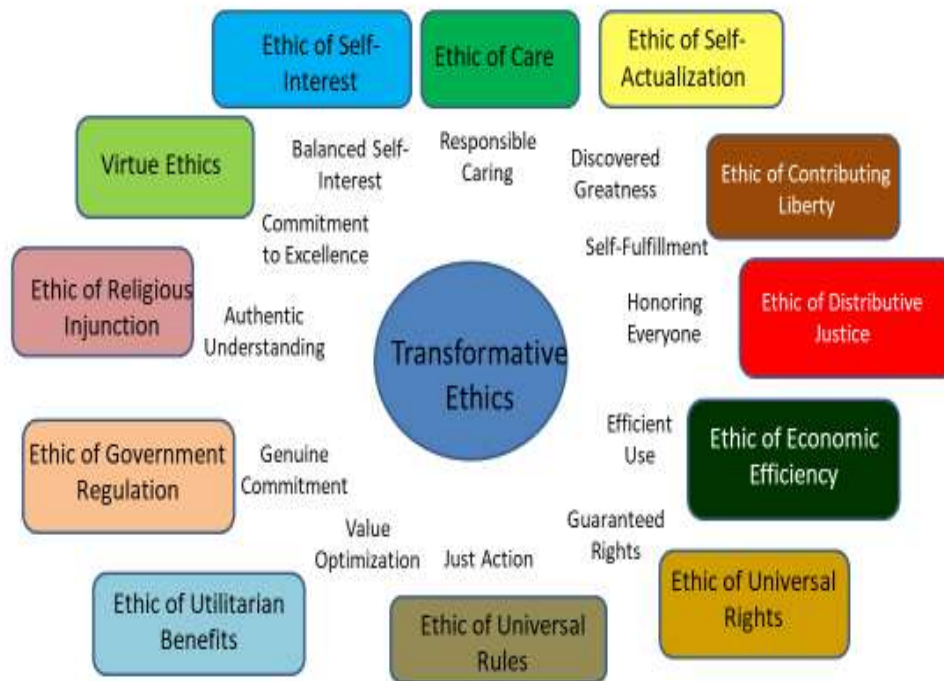 Ethic of Self-
Interest
Ethic of Care
Ethic of Self-
Actualization
Virtue Ethics
Balanced Self-
Interest
Responsible
Caring
Discovered
Greatness
Ethic of Contributing
Liberty
Commitment
to Excellence
Self-Fulfillment
Ethic of Religious
Injunction
Authentic
Understanding
Transformative
Ethics
Honoring
Everyone
Ethic of Distributive
Justice
Ethic of Government
Regulation
Genuine
Commitment
Efficient
Use
Ethic of Economic
Efficiency
Value
Optimization
Just Action
Guaranteed
Rights
Ethic of Utilitarian
Benefits
Ethic of Universal
Rules
Ethic of Universal
Rights